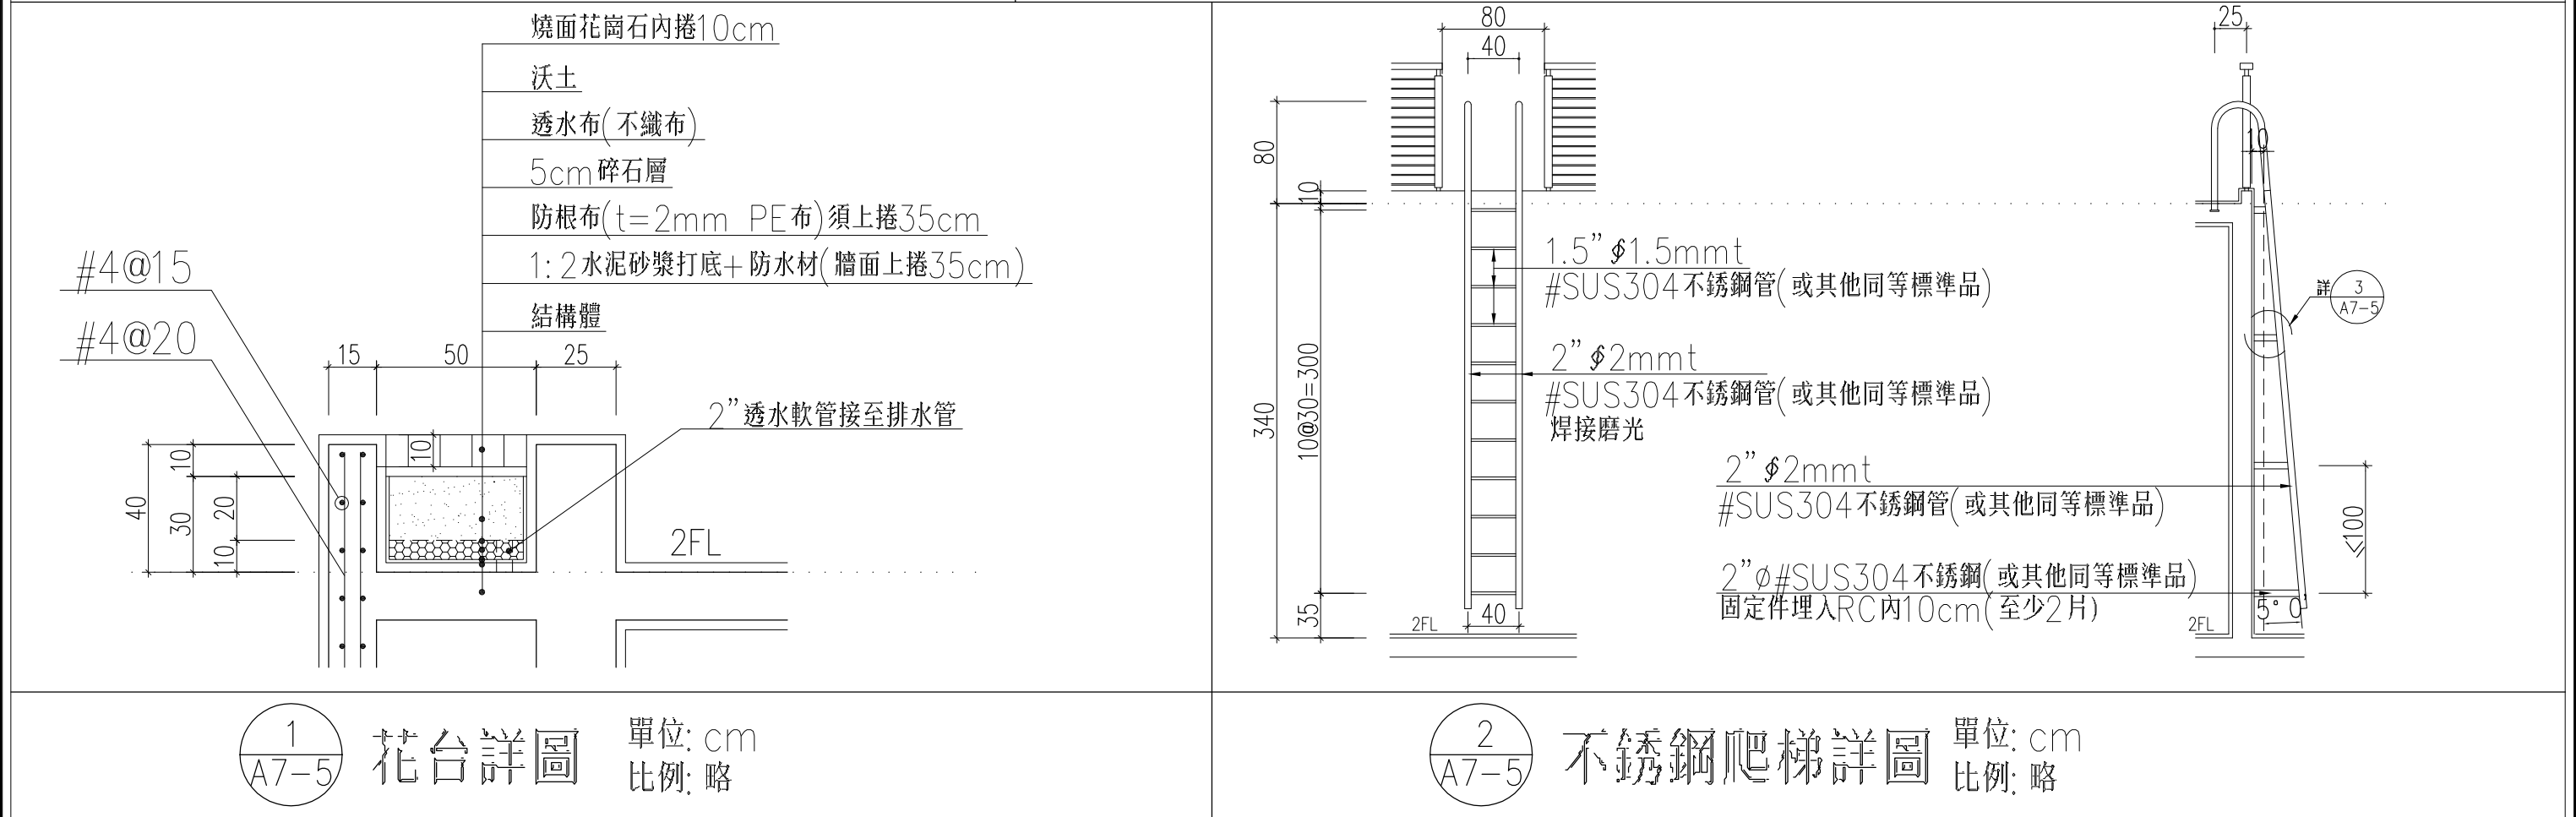 燒面花崗石內捲10cm
沃土
透水布(不織布)
5cm碎石層
防根布(t=2mm PE布)須上捲35cm
1:2水泥砂漿打底+防水材(牆面上捲35cm)
結構體
#4@15
#4@20
15
50
25
2"透水軟管接至排水管
10
40
10
30
20
10
2FL
1
A7-5
花台詳圖
單位: cm
比例: 略
80
40
80
10
340
10@30=300
35
40
2FL
1.5"∮1.5mmt
#SUS304不銹鋼管(或其他同等標準品)
2"∮2mmt
#SUS304不銹鋼管(或其他同等標準品)
焊接磨光
2"∮2mmt
#SUS304不銹鋼管(或其他同等標準品)
2"ø#SUS304不銹鋼(或其他同等標準品)
固定件埋入RC內10cm(至少2片)
25
10
詳
3
A7-5
≤100
5°0'
2FL
2
A7-5
不銹鋼爬梯詳圖
單位: cm
比例: 略